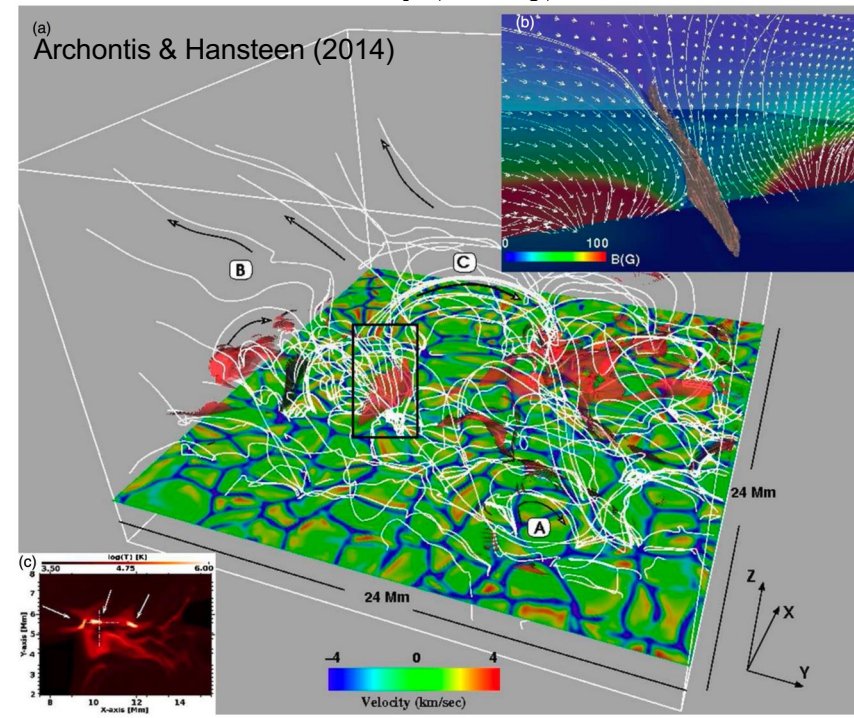 (a)
Archontis & Hansteen (2014)
(b)
0 100
B(G)
B
C
A
24 Mm
24 Mm
(c)
log(T) [K]
3.50 4.75 6.00
Y-axis [Mm]
8
7
6
5
4
3
2
8 10 12 14
X-axis [Mm]
−4 0 4
Velocity (km/sec)
Z
X
Y